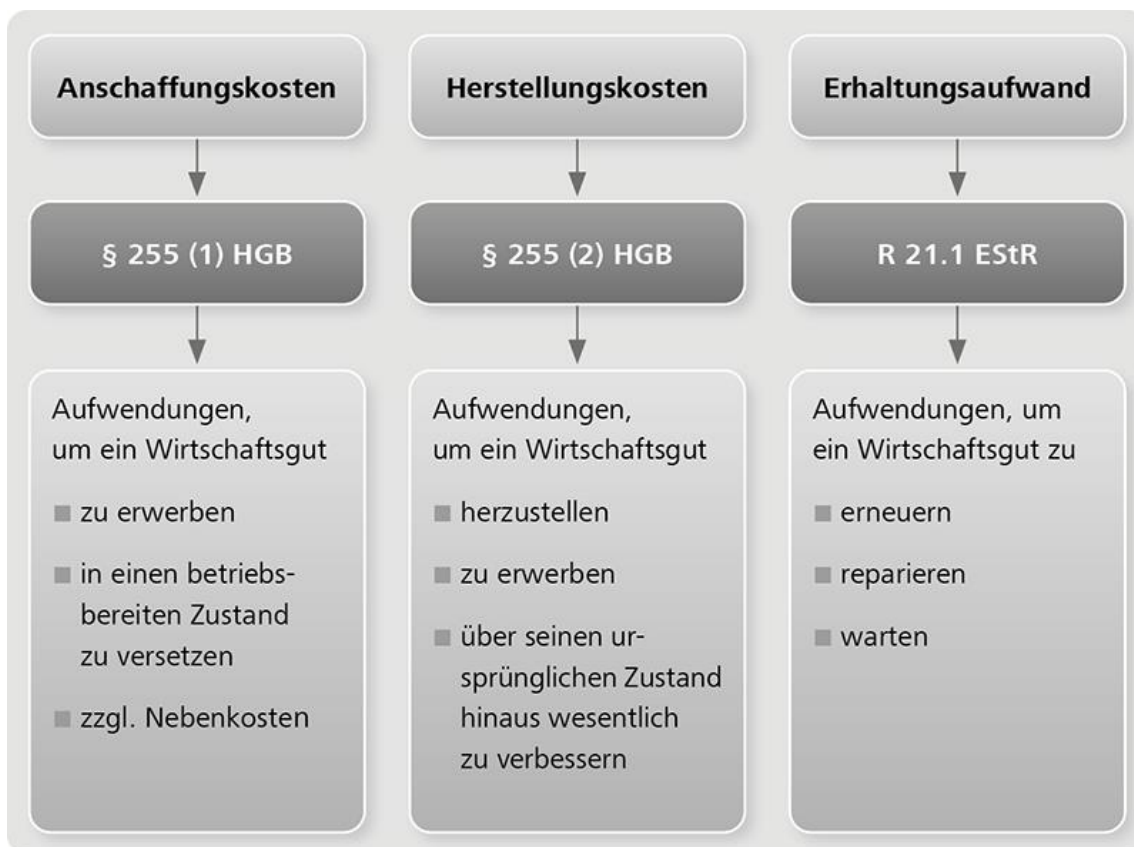 Anschaffungskosten
§ 255 (1) HGB
Aufwendungen,
um ein Wirtschaftsgut
■ zu erwerben
■ in einen betriebs-
bereiten Zustand
zu versetzen
■ zzgl. Nebenkosten
Herstellungskosten
§ 255 (2) HGB
Aufwendungen,
um ein Wirtschaftsgut
■ herzustellen
■ zu erwerben
■ über seinen ur-
sprünglichen Zustand
hinaus wesentlich
zu verbessern
Erhaltungsaufwand
R 21.1 EStR
Aufwendungen, um
ein Wirtschaftsgut zu
■ erneuern
■ reparieren
■ warten